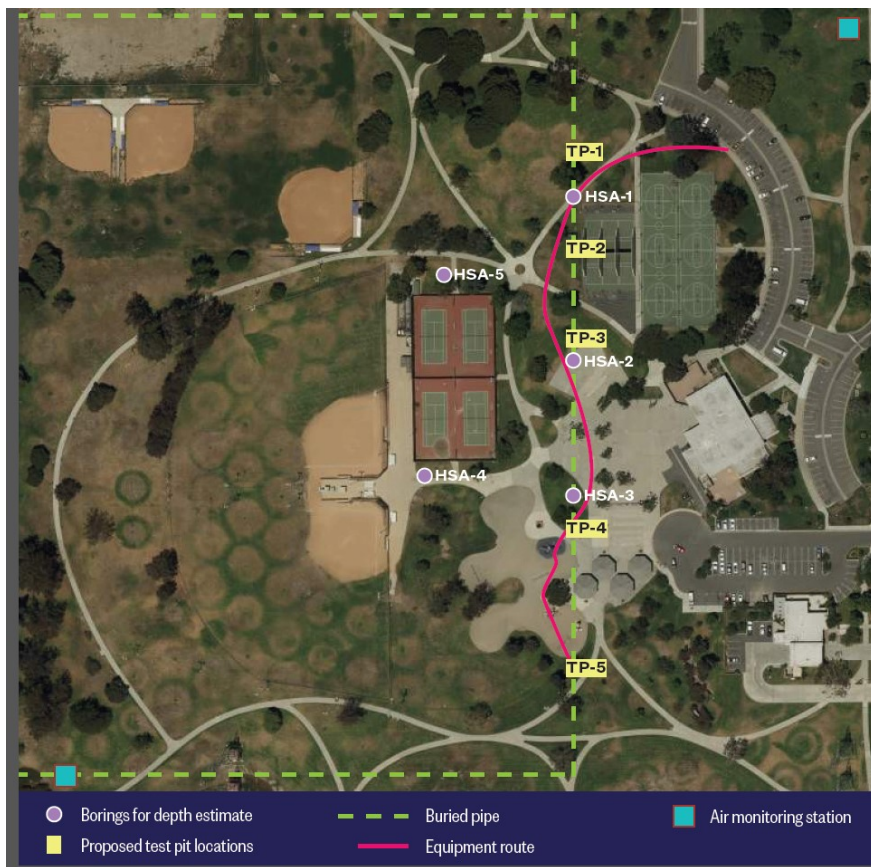 TP-1
HSA-1
TP-2
HSA-5
TP-3
HSA-2
HSA-4
HSA-3
TP-4
TP-5
Borings for depth estimate
Buried pipe
Air monitoring station
Proposed test pit locations
Equipment route